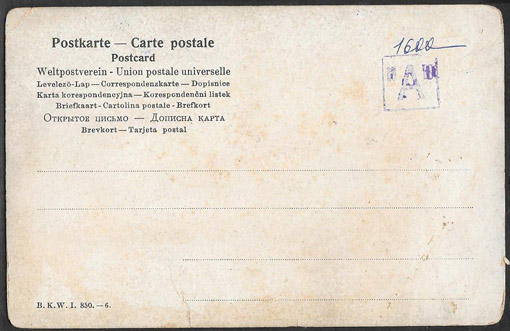 Postkarte — Carte postale
Postcard
Weltpostverein - Union postale universelle
Levelező-Lap — Correspondenzkarte — Dopisnice
Karta korespondencyjna — Korespondenční listek
Briefkaart - Cartolina postale - Brefkort
Открытое письмо — Дописна карта
Brevkort — Tarjeta postal
1600
A
B. K. W. I. 850. — 6.